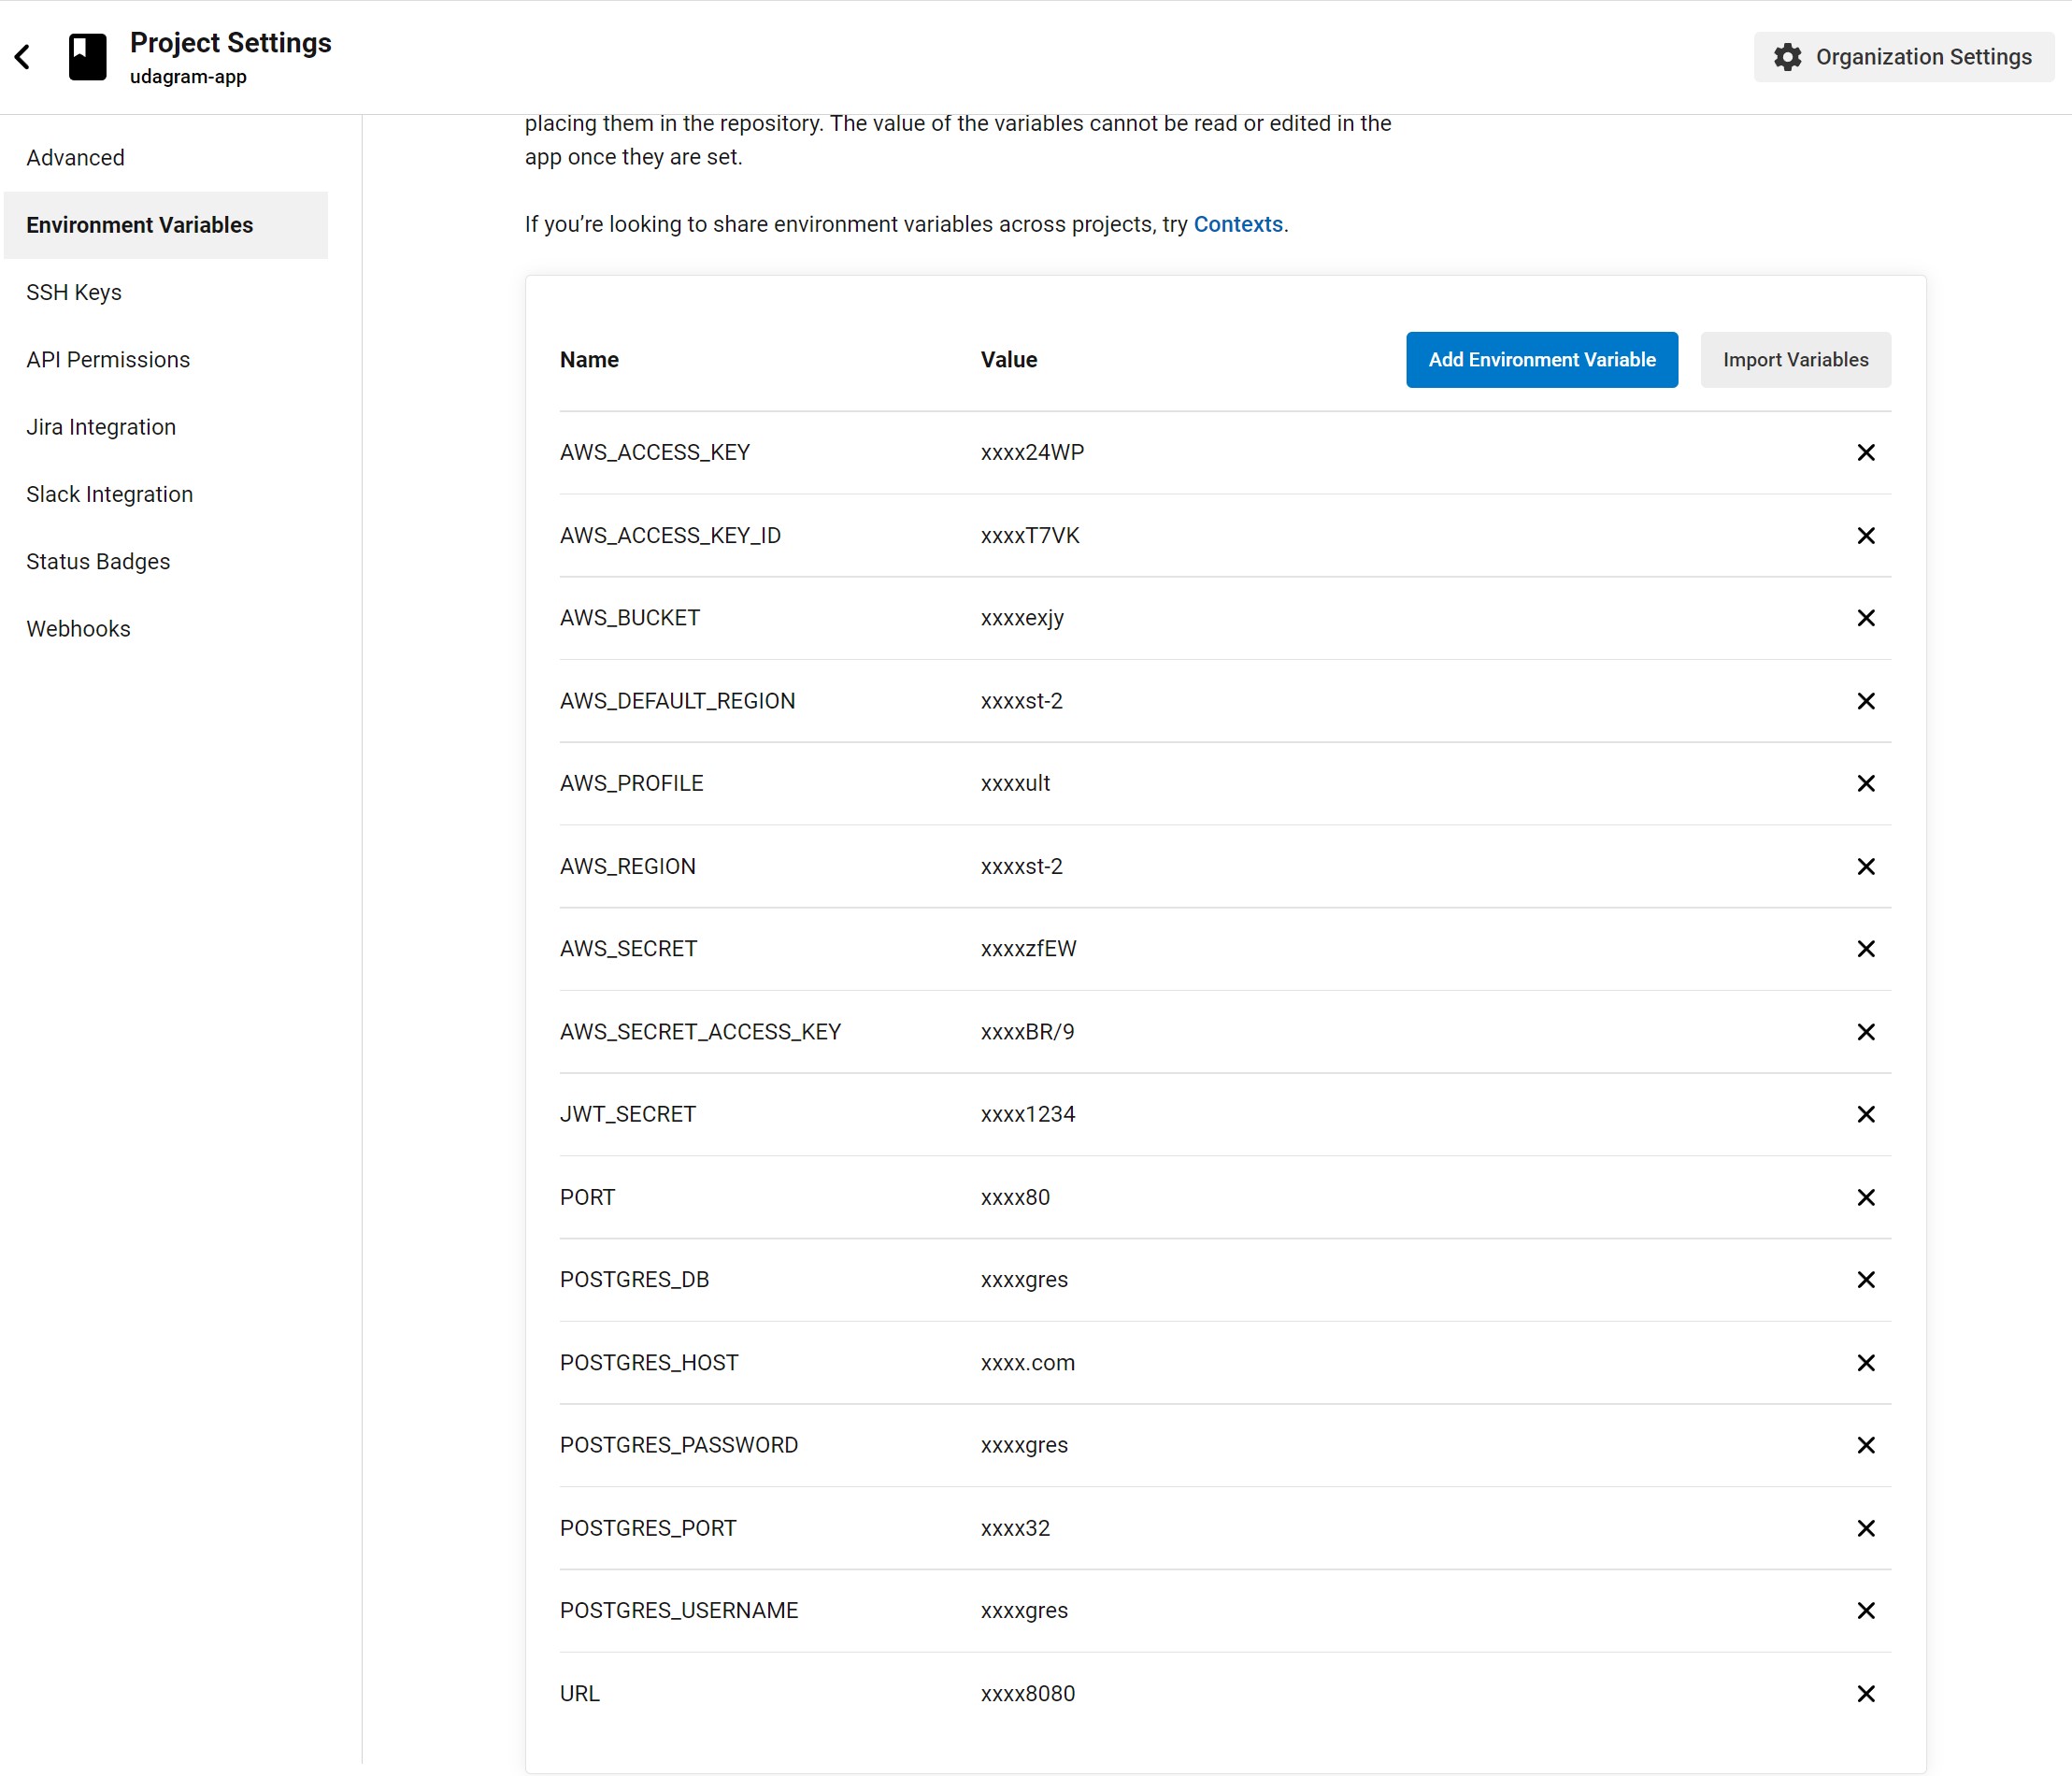 Project Settings
udagram-app
Organization Settings
Advanced
Environment Variables
SSH Keys
API Permissions
Jira Integration
Slack Integration
Status Badges
Webhooks
placing them in the repository. The value of the variables cannot be read or edited in the
app once they are set.
If you’re looking to share environment variables across projects, try Contexts.
Name Value Add Environment Variable Import Variables
AWS_ACCESS_KEY xxxx24WP
AWS_ACCESS_KEY_ID xxxxT7VK
AWS_BUCKET xxxxexjy
AWS_DEFAULT_REGION xxxxst-2
AWS_PROFILE xxxxult
AWS_REGION xxxxst-2
AWS_SECRET xxxxzfEW
AWS_SECRET_ACCESS_KEY xxxxBR/9
JWT_SECRET xxxx1234
PORT xxxx80
POSTGRES_DB xxxxgres
POSTGRES_HOST xxxx.com
POSTGRES_PASSWORD xxxxgres
POSTGRES_PORT xxxx32
POSTGRES_USERNAME xxxxgres
URL xxxx8080